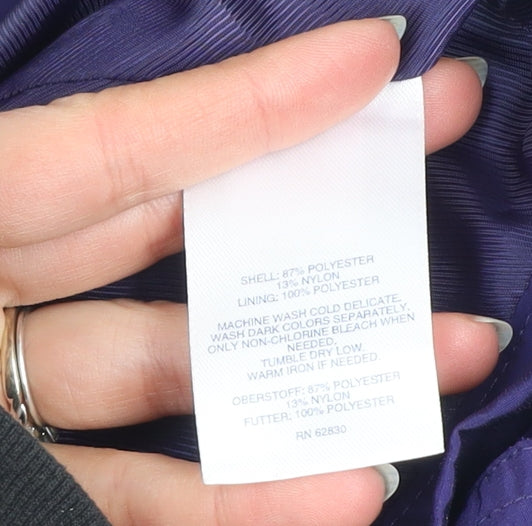 SHELL: 87% POLYESTER
13% NYLON
LINING: 100% POLYESTER
MACHINE WASH COLD DELICATE.
WASH DARK COLORS SEPARATELY.
ONLY NON-CHLORINE BLEACH WHEN
NEEDED.
TUMBLE DRY LOW.
WARM IRON IF NEEDED.
OBERSTOFF: 87% POLYESTER
13% NYLON
FUTTER: 100% POLYESTER
RN 62830